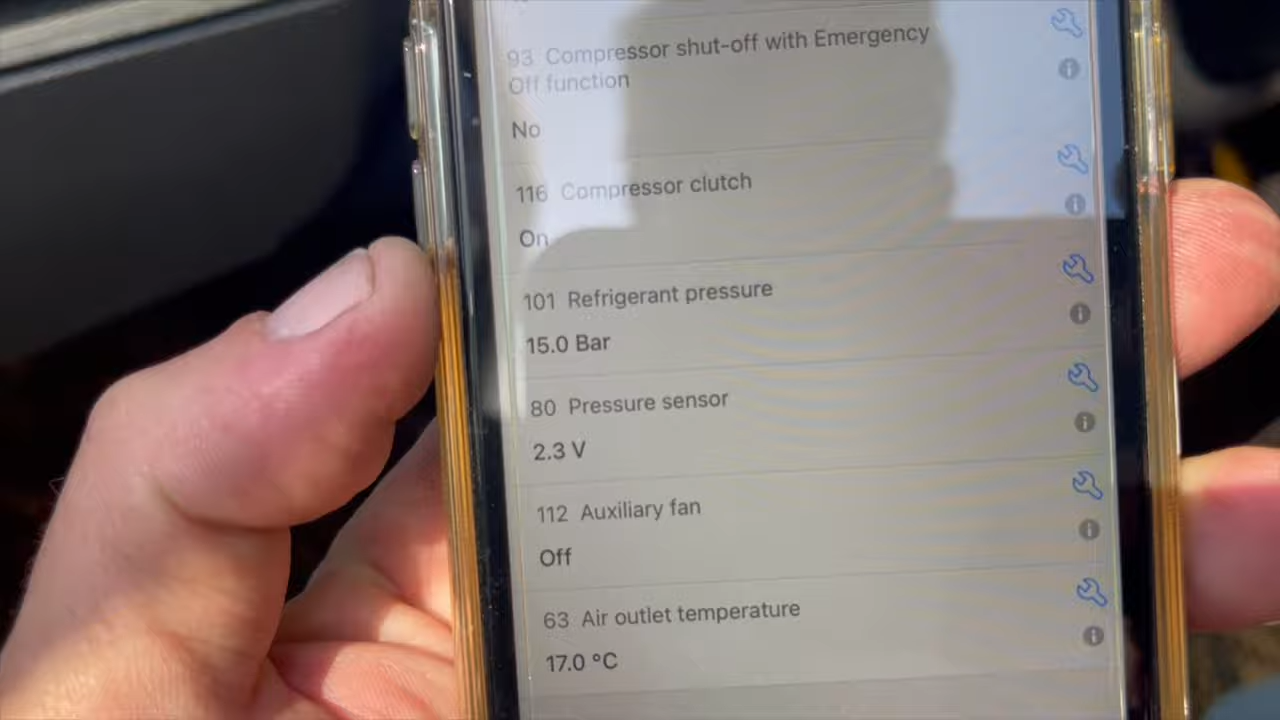 93 Compressor shut-off with Emergency
Off function
No
116 Compressor clutch
On
101 Refrigerant pressure
15.0 Bar
80 Pressure sensor
2.3 V
112 Auxiliary fan
Off
63 Air outlet temperature
17.0 °C